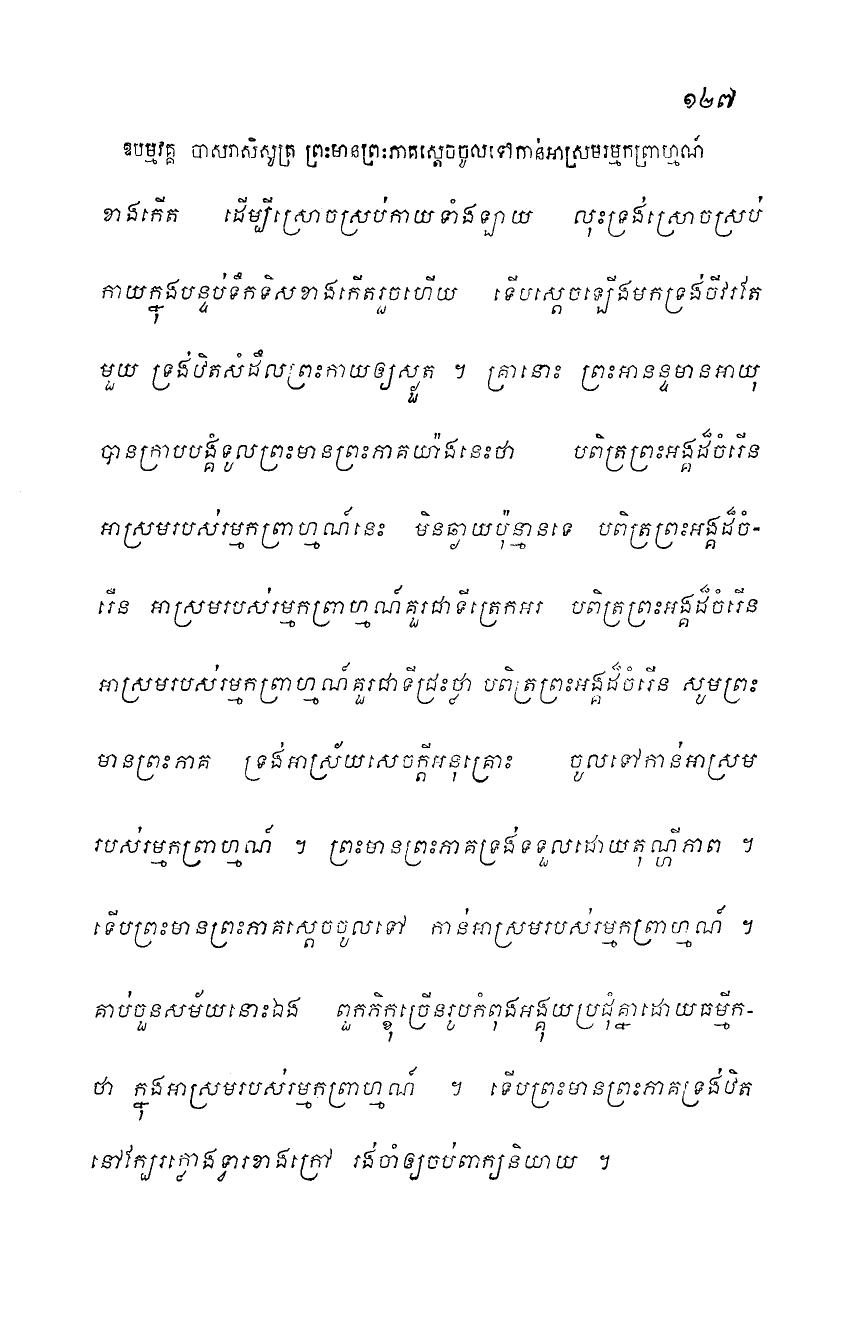 ១២៧
ឧបម្មវគ្គ បាសរាសិសូត្រ ព្រះមានព្រះភាគស្តេចចូលទៅកាន់អាស្រមរម្មកព្រាហ្មណ៍
ខាងកើត ដើម្បីស្រោចស្រប់កាយទាំងឡាយ លុះទ្រង់ស្រោចស្រប់
កាយក្នុងបន្ទប់ទឹកទិសខាងកើតរួចហើយ ទើបស្តេចឡើងមកទ្រង់ចីវរតែ
មួយ ទ្រង់ឋិតសំដឹលព្រះកាយឲ្យស្ងួត ។ គ្រានោះ ព្រះអានន្ទមានអាយុ
បានក្រាបបង្គំទូលព្រះមានព្រះភាគយ៉ាងនេះថា បពិត្រព្រះអង្គដ៏ចំរើន
អាស្រមរបស់រម្មកព្រាហ្មណ៍នេះ មិនឆ្ងាយប៉ុន្មានទេ បពិត្រព្រះអង្គដ៏ចំ-
រើន អាស្រមរបស់រម្មកព្រាហ្មណ៍គួរជាទីត្រេកអរ បពិត្រព្រះអង្គដ៏ចំរើន
អាស្រមរបស់រម្មកព្រាហ្មណ៍គួរជាទីជ្រះថ្លា បពិត្រព្រះអង្គដ៏ចំរើន សូមព្រះ
មានព្រះភាគ ទ្រង់អាស្រ័យសេចក្តីអនុគ្រោះ ចូលទៅកាន់អាស្រម
របស់រម្មកព្រាហ្មណ៍ ។ ព្រះមានព្រះភាគទ្រង់ទទួលដោយតុណ្ហីភាព ។
ទើបព្រះមានព្រះភាគស្តេចចូលទៅ កាន់អាស្រមរបស់រម្មកព្រាហ្មណ៍ ។
គាប់ជួនសម័យនោះឯង ពួកភិក្ខុច្រើនរូបកំពុងអង្គុយប្រជុំគ្នាដោយធម្មីក-
ថា ក្នុងអាស្រមរបស់រម្មកព្រាហ្មណ៍ ។ ទើបព្រះមានព្រះភាគទ្រង់ឋិត
នៅក្បែរក្លោងទ្វារខាងក្រៅ រង់ចាំឲ្យចប់ពាក្យនិយាយ ។